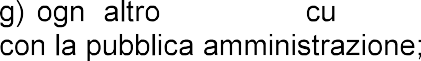 g) ogn altro cu
con la pubblica amministrazione;